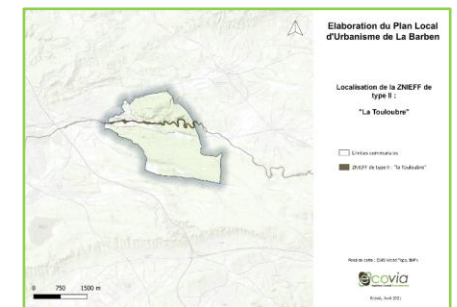 Elaboration du Plan Local
d'Urbanisme de La Barben
Localisation de la ZNIEFF de
type II :
"La Touloubre"
Limites communales
ZNIEFF de type II : "la Touloubre"
0 750 1500 m
ecovia